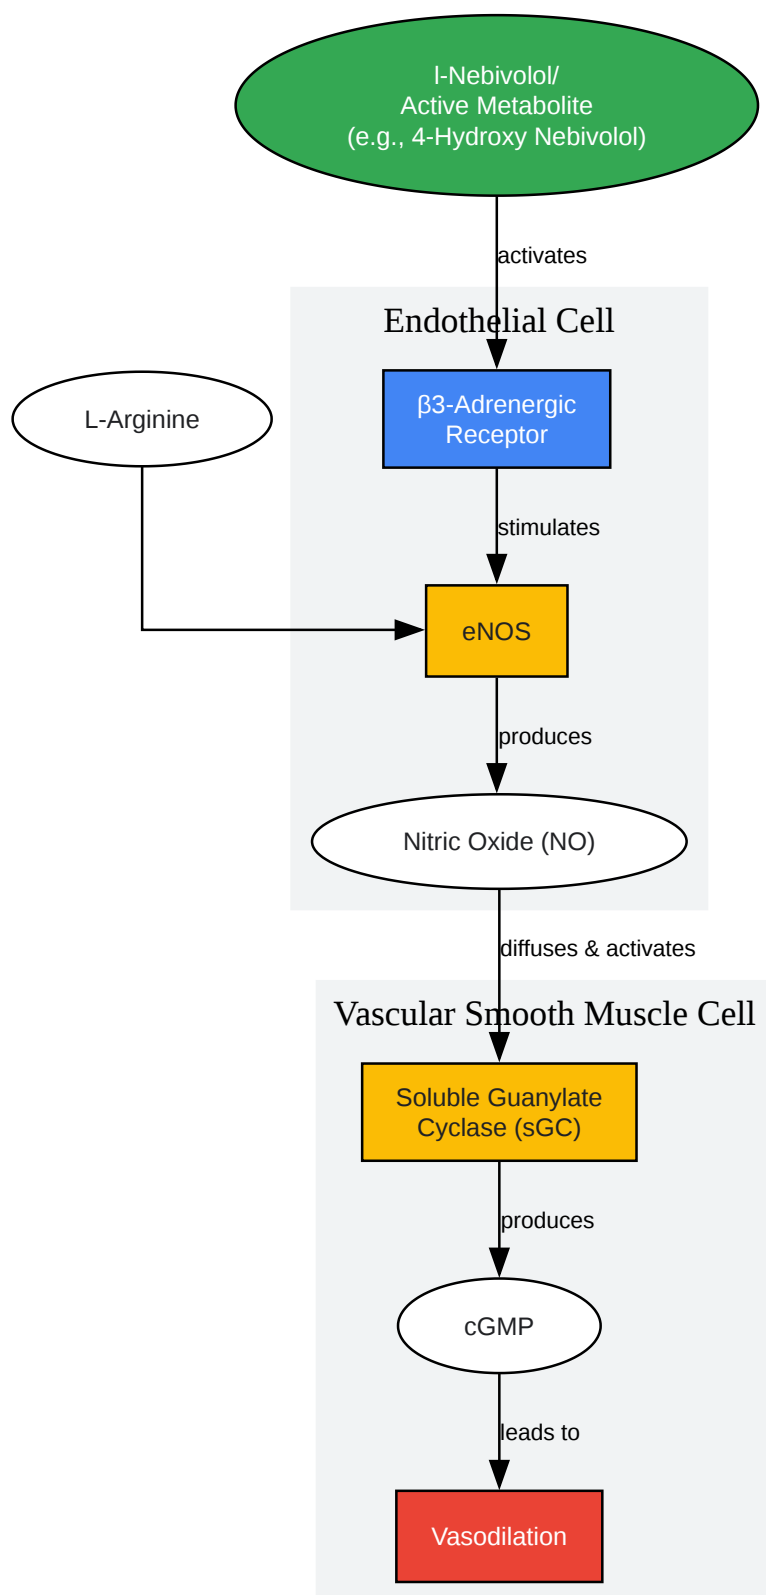 l-Nebivolol/
Active Metabolite
(e.g., 4-Hydroxy Nebivolol)
activates
Endothelial Cell
β3-Adrenergic
Receptor
L-Arginine
stimulates
eNOS
produces
Nitric Oxide (NO)
diffuses & activates
Vascular Smooth Muscle Cell
Soluble Guanylate
Cyclase (sGC)
produces
cGMP
leads to
Vasodilation